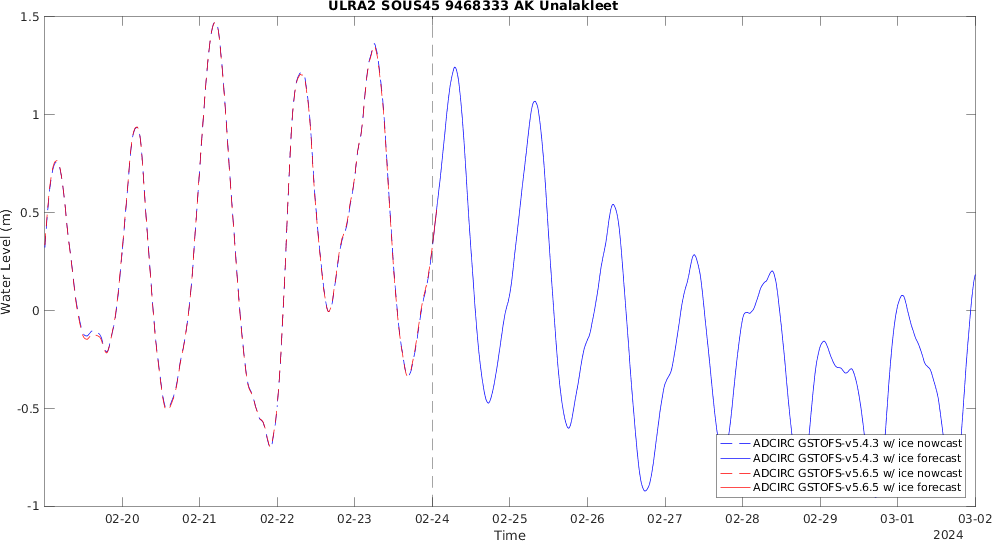 ULRA2 SOUS45 9468333 AK Unalakleet
1.5
1
0.5
0
-0.5
-1
Water Level (m)
02-20 02-21 02-22 02-23 02-24 02-25 02-26 02-27 02-28 02-29 03-01 03-02
Time
2024
ADCIRC GSTOFS-v5.4.3 w/ ice nowcast
ADCIRC GSTOFS-v5.4.3 w/ ice forecast
ADCIRC GSTOFS-v5.6.5 w/ ice nowcast
ADCIRC GSTOFS-v5.6.5 w/ ice forecast